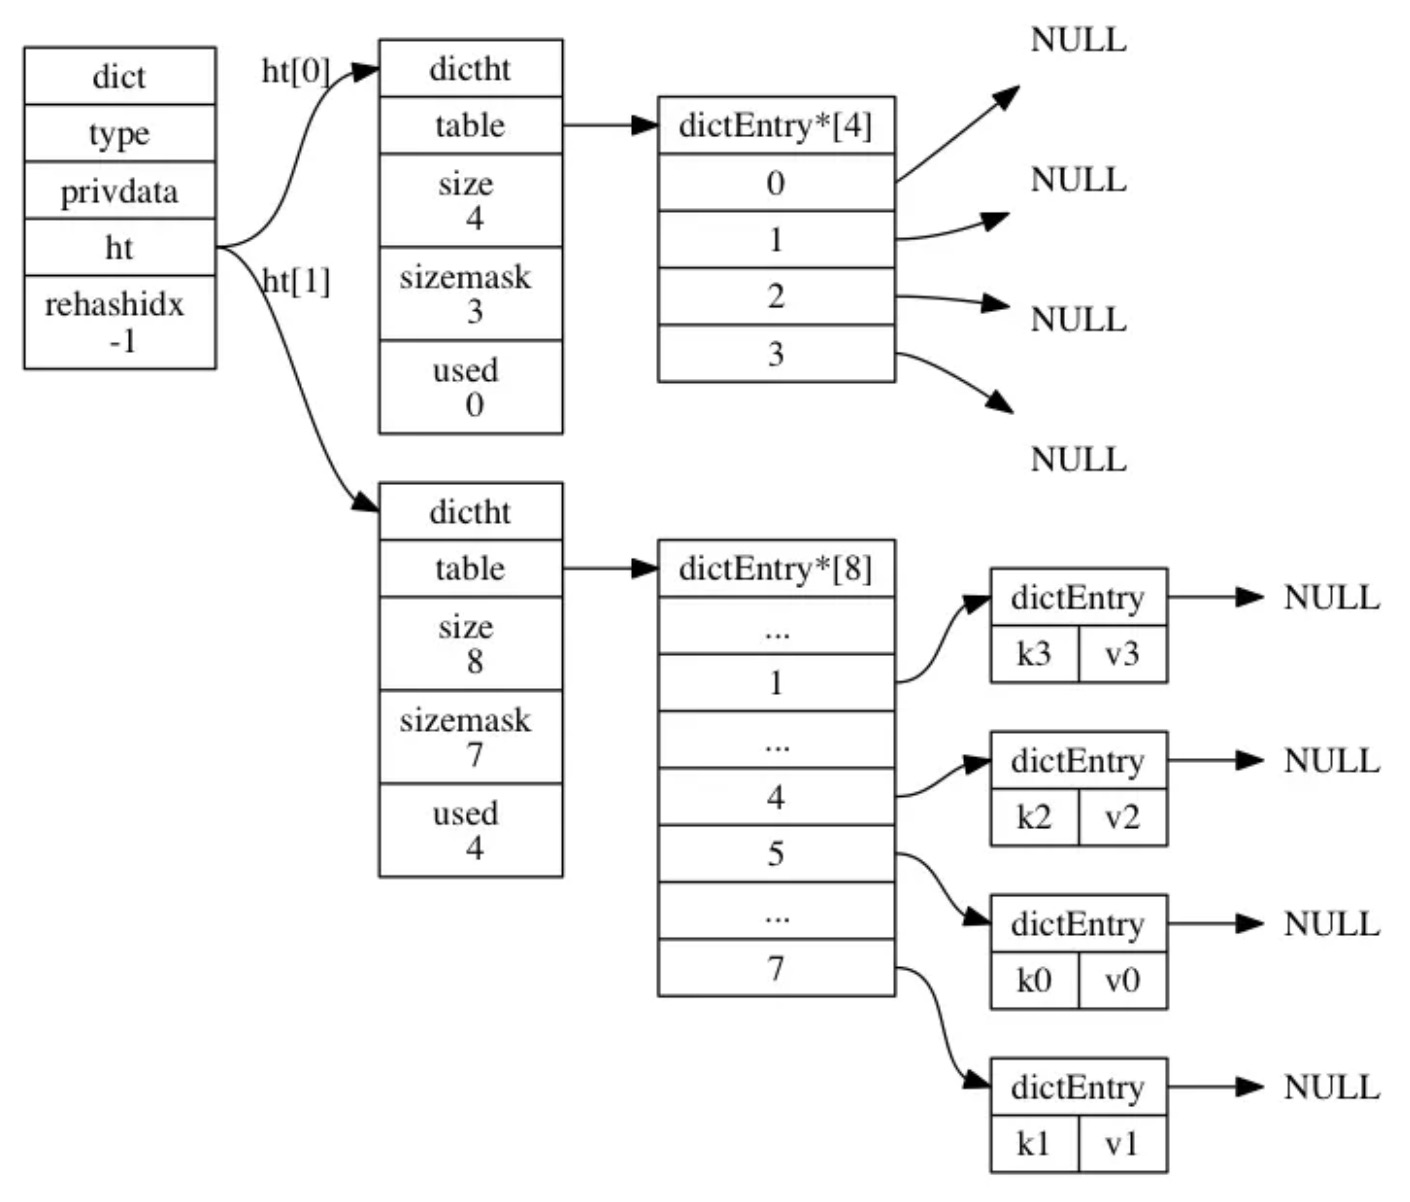 dict
type
privdata
ht
rehashidx
-1
ht[0]
ht[1]
dictht
table
size
4
sizemask
3
used
0
dictEntry*[4]
0
1
2
3
NULL
NULL
NULL
NULL
dictht
table
size
8
sizemask
7
used
4
dictEntry*[8]
...
1
...
4
5
...
7
dictEntry
k3 v3
NULL
dictEntry
k2 v2
NULL
dictEntry
k0 v0
NULL
dictEntry
k1 v1
NULL